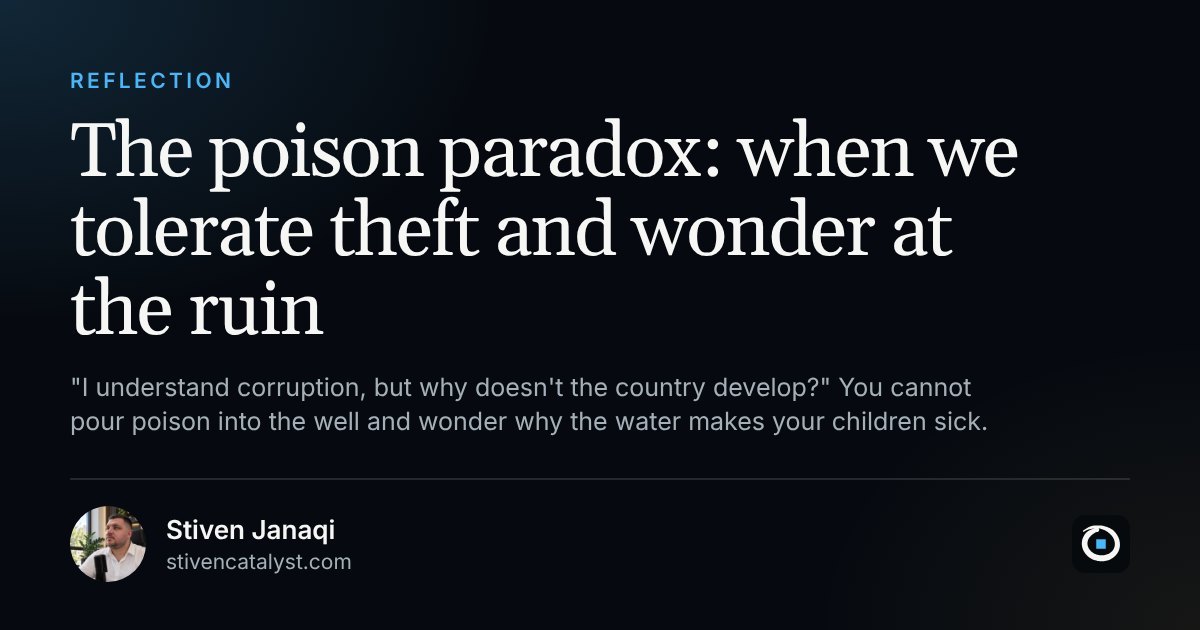 REFLECTION
The poison paradox: when we
tolerate theft and wonder at
the ruin
"I understand corruption, but why doesn't the country develop?" You cannot
pour poison into the well and wonder why the water makes your children sick.
Stiven Janaqi
stivencatalyst.com